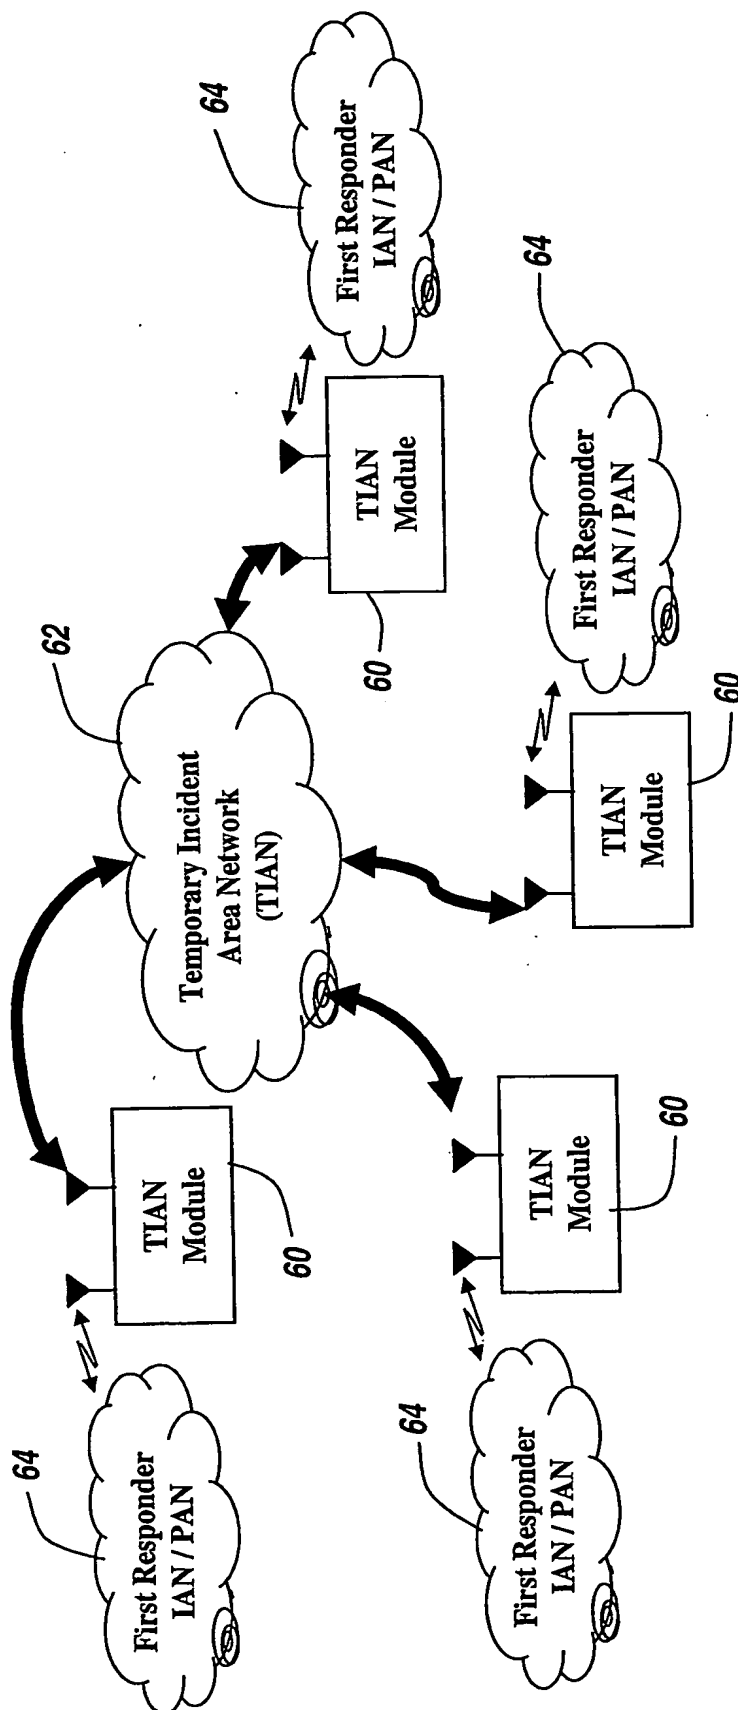 64
First Responder
IAN / PAN
60
TIAN
Module
62
Temporary Incident
Area Network
(TIAN)
60
TIAN
Module
64
First Responder
IAN / PAN
64
First Responder
IAN / PAN
60
TIAN
Module
60
TIAN
Module
64
First Responder
IAN / PAN